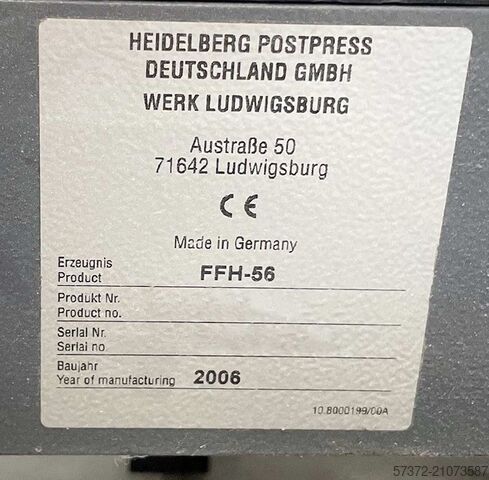 HEIDELBERG POSTPRESS
DEUTSCHLAND GMBH
WERK LUDWIGSBURG
Austraße 50
71642 Ludwigsburg
CE
Made in Germany
Erzeugnis
Product FFH-56
Produkt Nr.
Product no.
Serial Nr.
Serial no
Baujahr
Year of manufacturing 2006
10.8000199/00A
57372-21073587